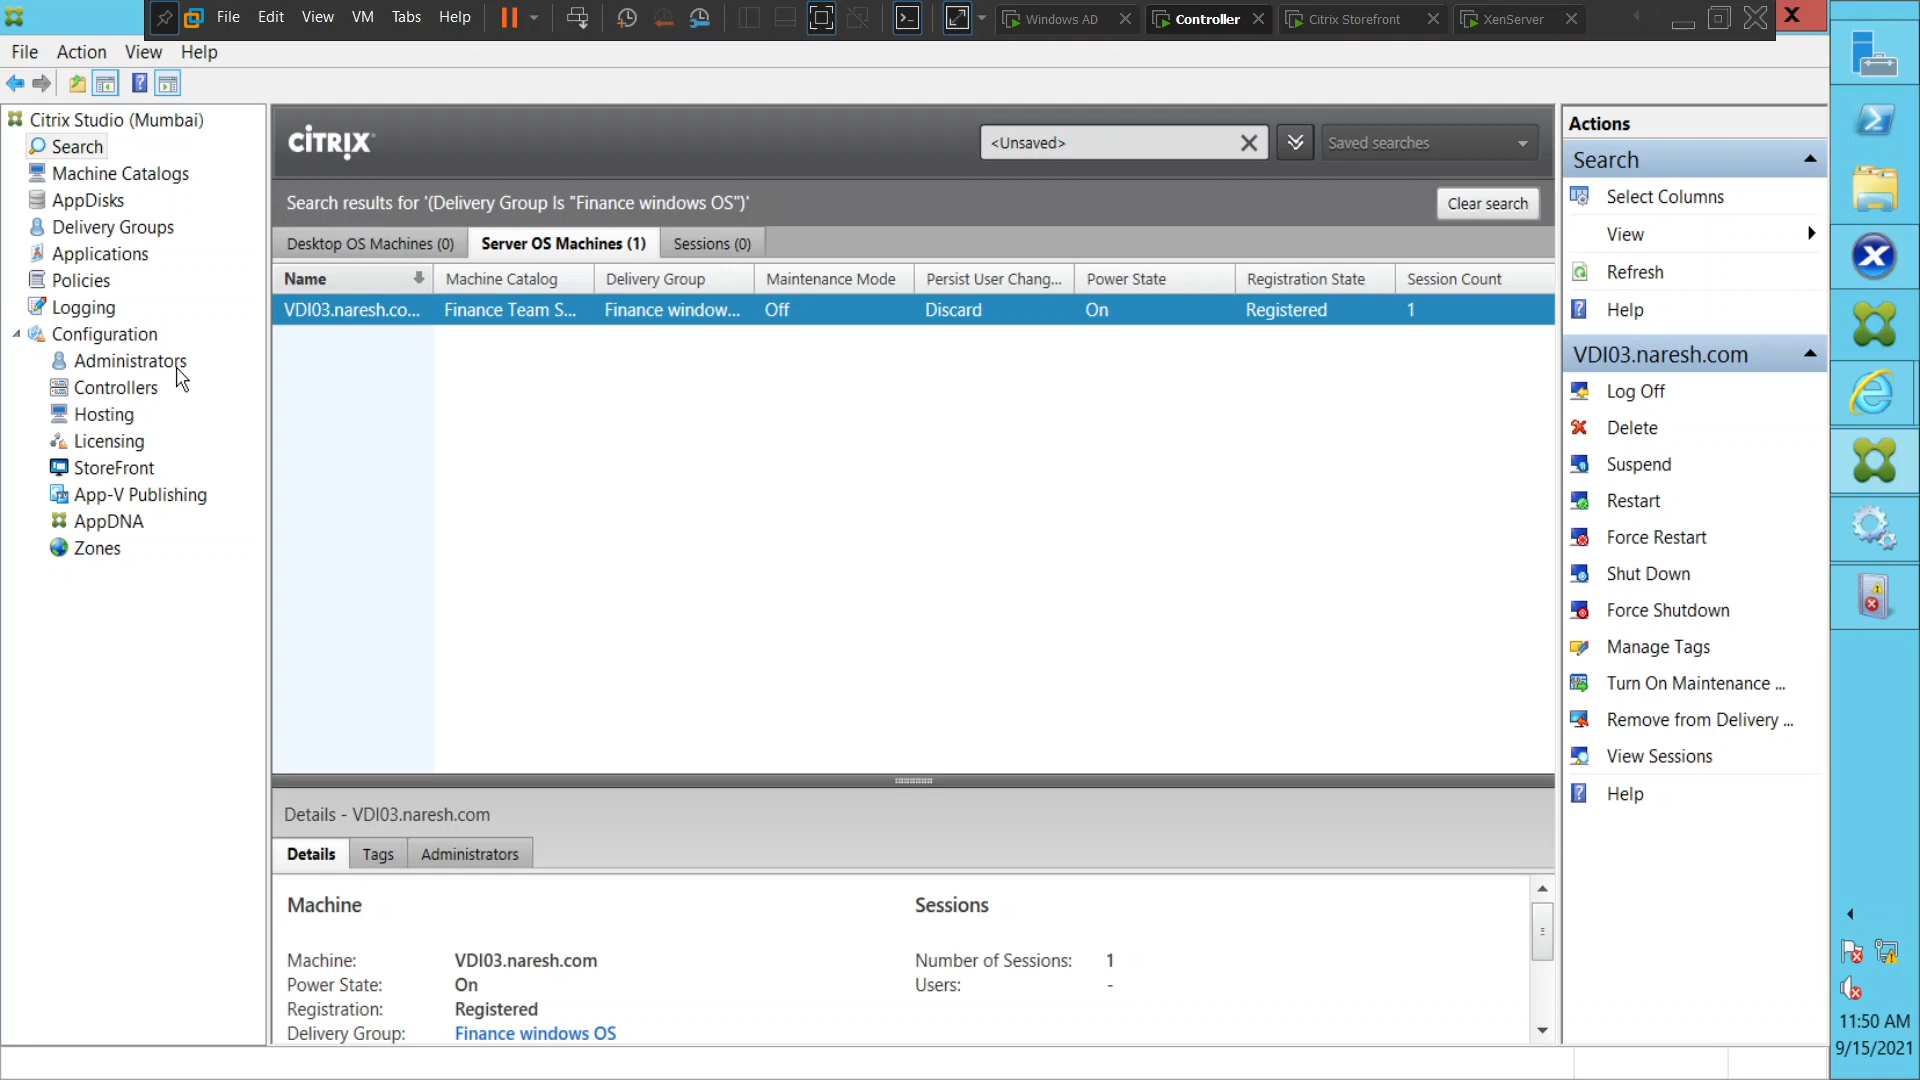 File Edit View VM Tabs Help
Windows AD
Controller
Citrix Storefront
XenServer
X
File Action View Help
Citrix Studio (Mumbai)
Search
Machine Catalogs
AppDisks
Delivery Groups
Applications
Policies
Logging
Configuration
Administrators
Controllers
Hosting
Licensing
StoreFront
App-V Publishing
AppDNA
Zones
CİTRİX
<Unsaved>
Saved searches
Search results for '(Delivery Group Is "Finance windows OS")'
Clear search
Desktop OS Machines (0) Server OS Machines (1) Sessions (0)
Name Machine Catalog Delivery Group Maintenance Mode Persist User Chang... Power State Registration State Session Count
VDI03.naresh.co... Finance Team S... Finance window... Off Discard On Registered 1
Details - VDI03.naresh.com
Details Tags Administrators
Machine
Machine: VDI03.naresh.com
Power State: On
Registration: Registered
Delivery Group: Finance windows OS
Sessions
Number of Sessions: 1
Users: -
Actions
Search
Select Columns
View
Refresh
Help
VDI03.naresh.com
Log Off
Delete
Suspend
Restart
Force Restart
Shut Down
Force Shutdown
Manage Tags
Turn On Maintenance ...
Remove from Delivery ...
View Sessions
Help
11:50 AM
9/15/2021